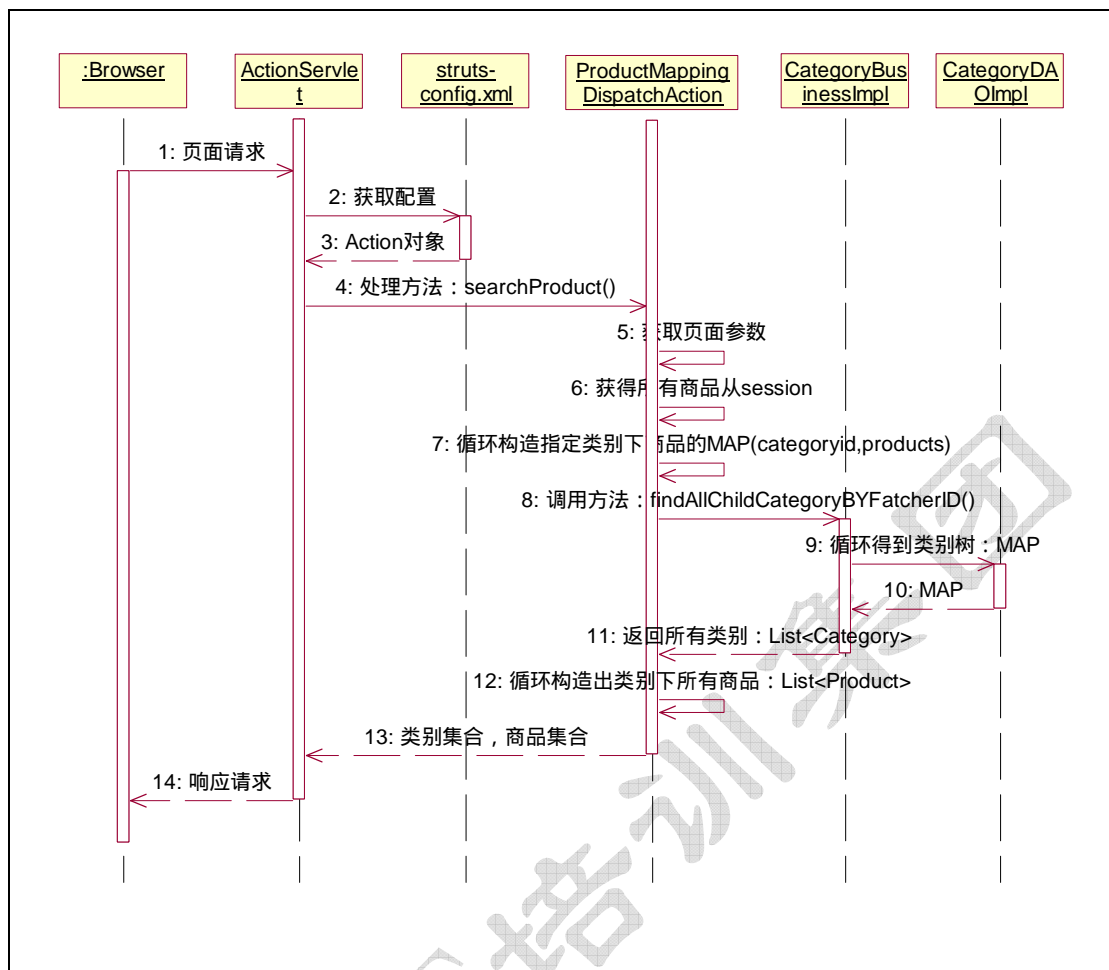 :Browser
ActionServle
t
struts-
config.xml
ProductMapping
DispatchAction
CategoryBus
inessImpl
CategoryDA
OImpl
1: 页面请求
2: 获取配置
3: Action对象
4: 处理方法：searchProduct()
5: 获取页面参数
6: 获得所有商品从session
7: 循环构造指定类别下商品的MAP(categoryid,products)
8: 调用方法：findAllChildCategoryBYFatcherID()
9: 循环得到类别树：MAP
10: MAP
11: 返回所有类别：List<Category>
12: 循环构造出类别下所有商品：List<Product>
13: 类别集合，商品集合
14: 响应请求
培训集团